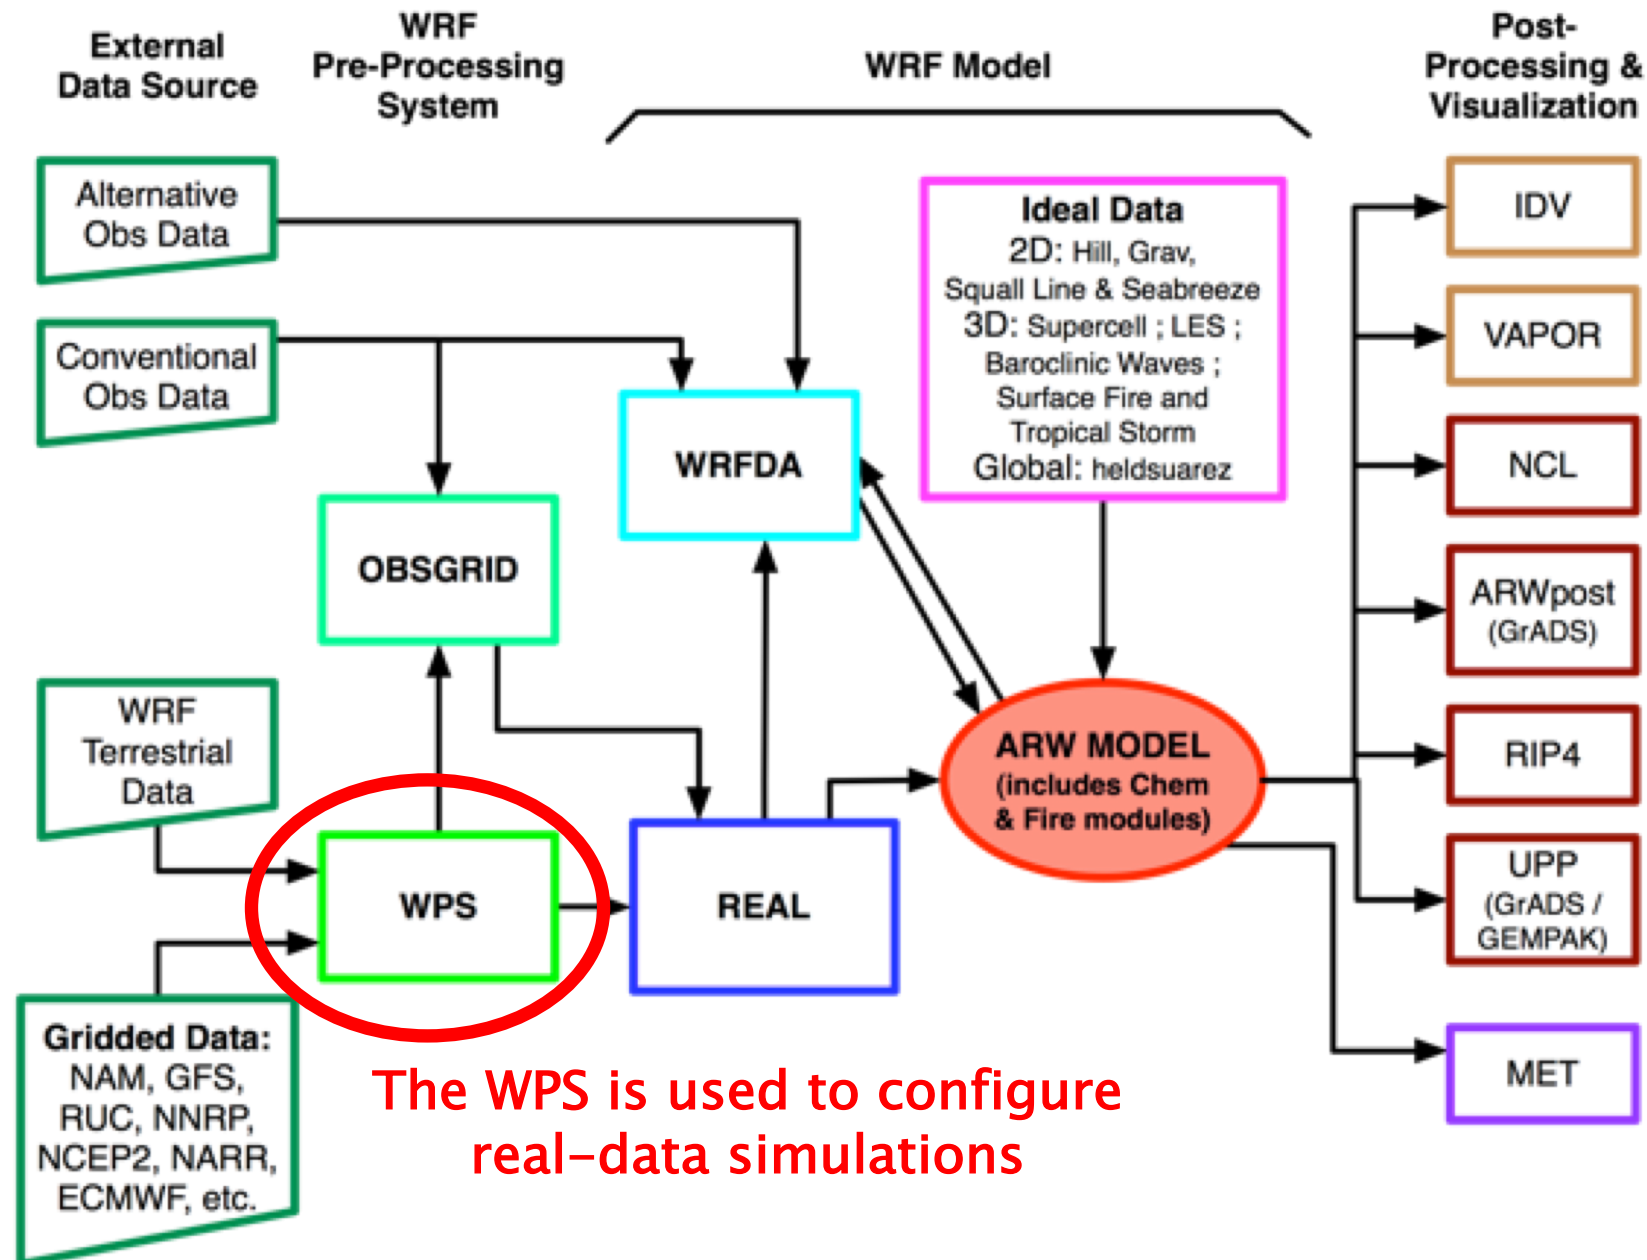 External
Data Source
WRF
Pre-Processing
System
WRF Model
Post-
Processing &
Visualization
Alternative
Obs Data
Conventional
Obs Data
WRF
Terrestrial
Data
Gridded Data:
NAM, GFS,
RUC, NNRP,
NCEP2, NARR,
ECMWF, etc.
OBSGRID
WPS
WRFDA
REAL
Ideal Data
2D: Hill, Grav,
Squall Line & Seabreeze
3D: Supercell ; LES ;
Baroclinic Waves ;
Surface Fire and
Tropical Storm
Global: heldsuarez
ARW MODEL
(includes Chem
& Fire modules)
IDV
VAPOR
NCL
ARWpost
(GrADS)
RIP4
UPP
(GrADS /
GEMPAK)
MET
The WPS is used to configure
real-data simulations